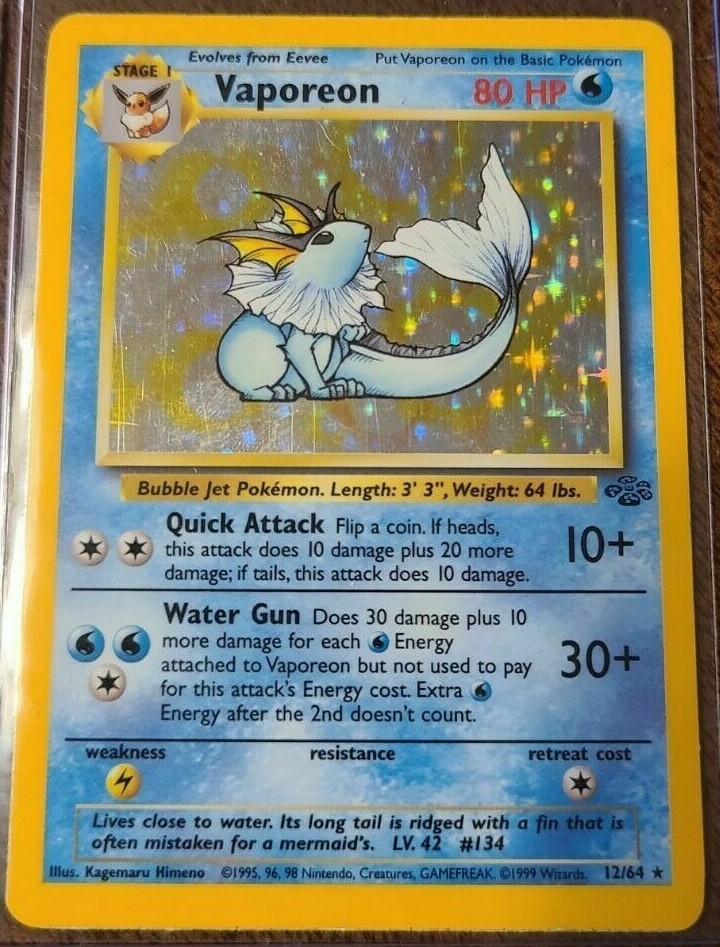 Evolves from Eevee Put Vaporeon on the Basic Pokémon
STAGE 1
Vaporeon 80 HP
Bubble Jet Pokémon. Length: 3' 3", Weight: 64 lbs.
Quick Attack Flip a coin. If heads,
this attack does 10 damage plus 20 more
damage; if tails, this attack does 10 damage.
10+
Water Gun Does 30 damage plus 10
more damage for each Energy
attached to Vaporeon but not used to pay
for this attack's Energy cost. Extra
Energy after the 2nd doesn't count.
30+
weakness resistance retreat cost
Lives close to water. Its long tail is ridged with a fin that is
often mistaken for a mermaid's. LV. 42 #134
Illus. Kagemaru Himeno ©1995, 96, 98 Nintendo, Creatures, GAMEFREAK. ©1999 Wizards. 12/64 ★